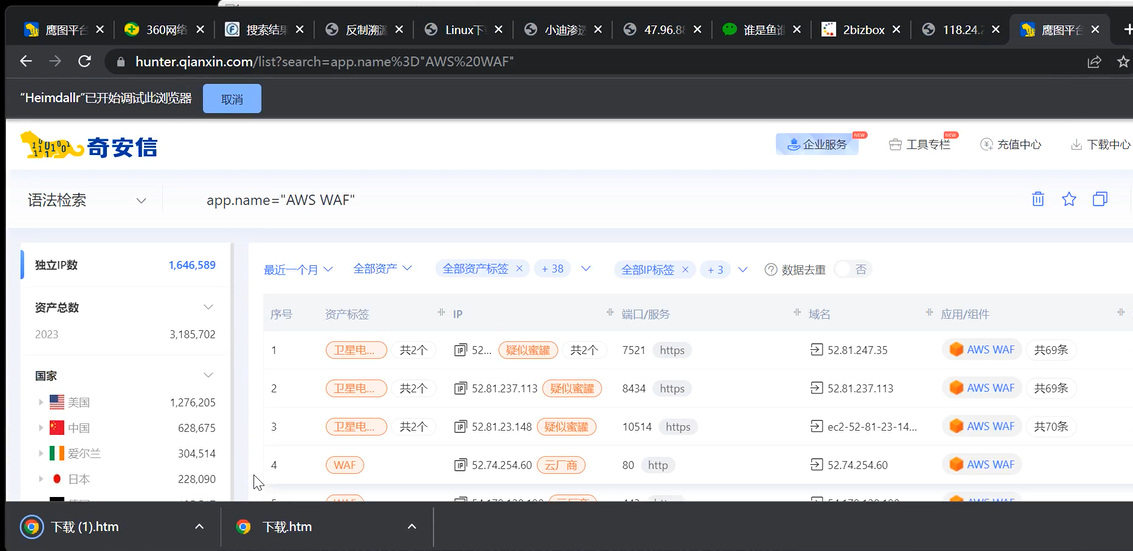 鹰图平台
360网络
搜索结果
反制溯源
Linux下
小迪渗透
47.96.8
谁是鱼谁
2bizbox
118.24.2
鹰图平台
hunter.qianxin.com/list?search=app.name%3D"AWS%20WAF"
"Heimdallr"已开始调试此浏览器 取消
奇安信
企业服务 NEW 工具专栏 NEW 充值中心 下载中心
语法检索 app.name="AWS WAF"
独立IP数 1,646,589
资产总数
2023 3,185,702
国家
美国 1,276,205
中国 628,675
爱尔兰 304,514
日本 228,090
最近一个月 全部资产 全部资产标签 × + 38 全部IP标签 × + 3 数据去重 否
序号 资产标签 IP 端口/服务 域名 应用/组件
1 卫星电... 共2个 52... 疑似蜜罐 共2个 7521 https 52.81.247.35 AWS WAF 共69条
2 卫星电... 共2个 52.81.237.113 疑似蜜罐 8434 https 52.81.237.113 AWS WAF 共69条
3 卫星电... 共2个 52.81.23.148 疑似蜜罐 10514 https ec2-52-81-23-14... AWS WAF 共70条
4 WAF 52.74.254.60 云厂商 80 http 52.74.254.60 AWS WAF
下载 (1).htm
下载.htm